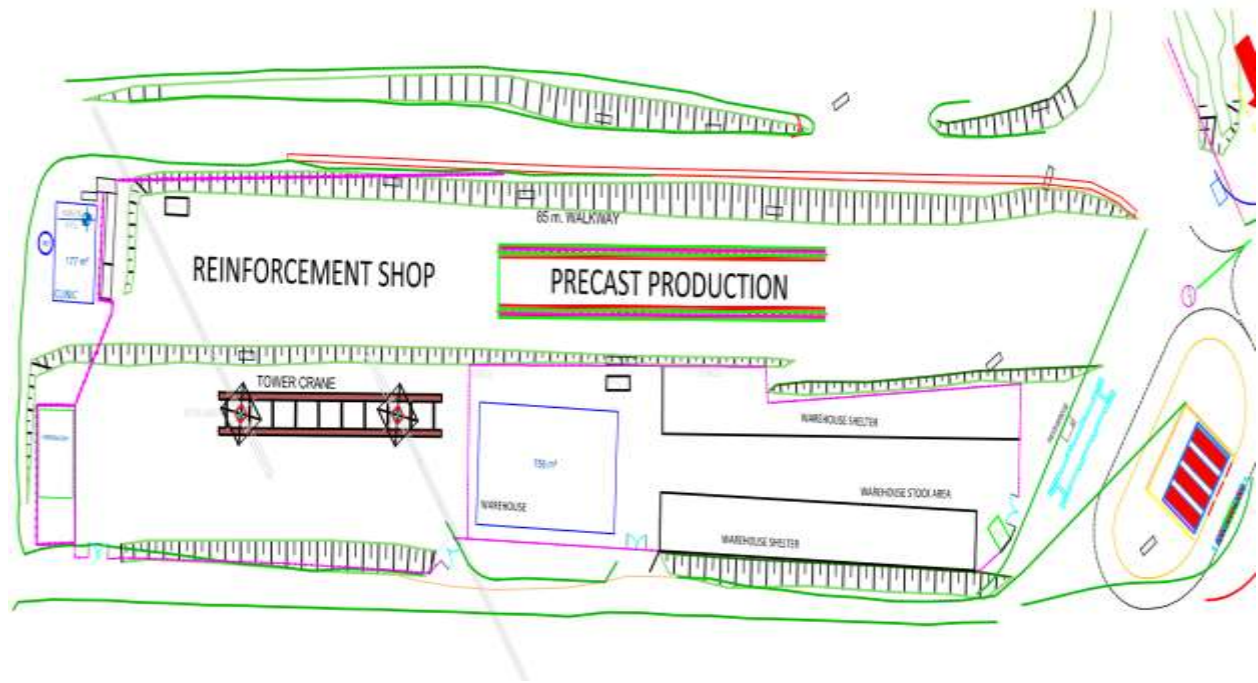 85 m. WALKWAY
REINFORCEMENT SHOP
PRECAST PRODUCTION
177 m²
CLINIC
TOWER CRANE
WAREHOUSE SHELTER
WAREHOUSE STOCK AREA
WAREHOUSE
WAREHOUSE SHELTER